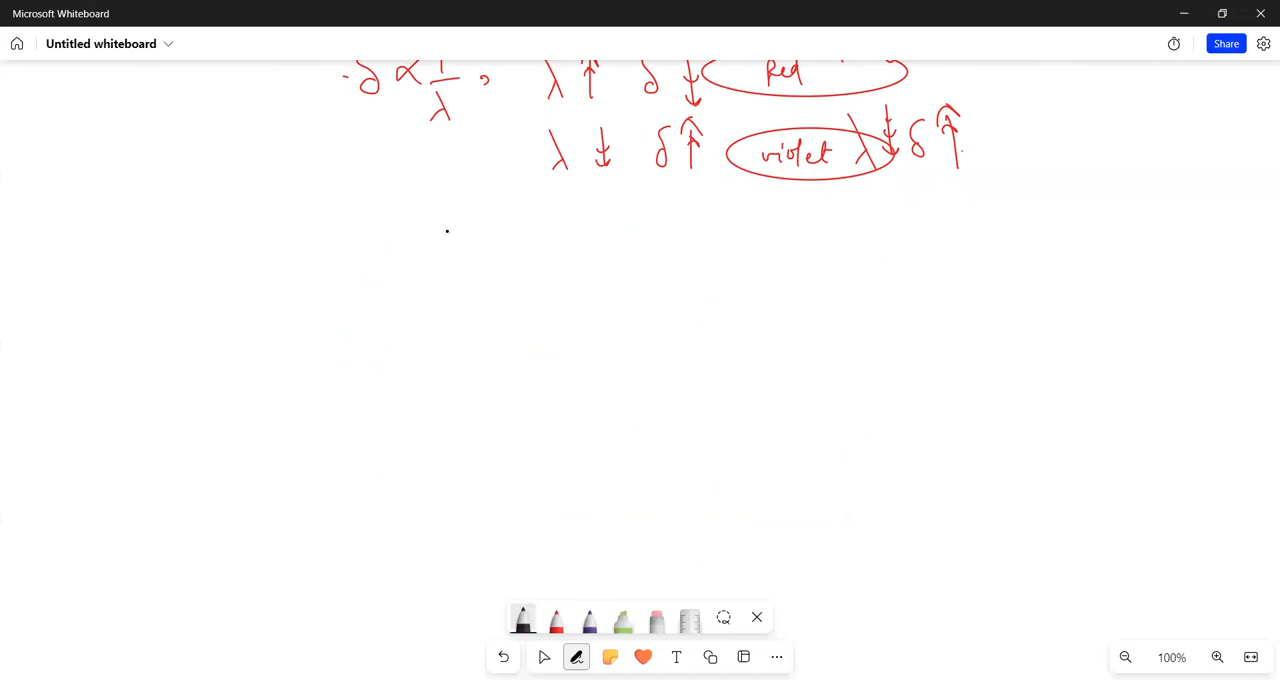 Microsoft Whiteboard
Untitled whiteboard
Share
δ ∝ 1/λ , λ ↑ δ ↓ Red
λ ↓ δ ↑ violet λ ↓ δ ↑
T
100%